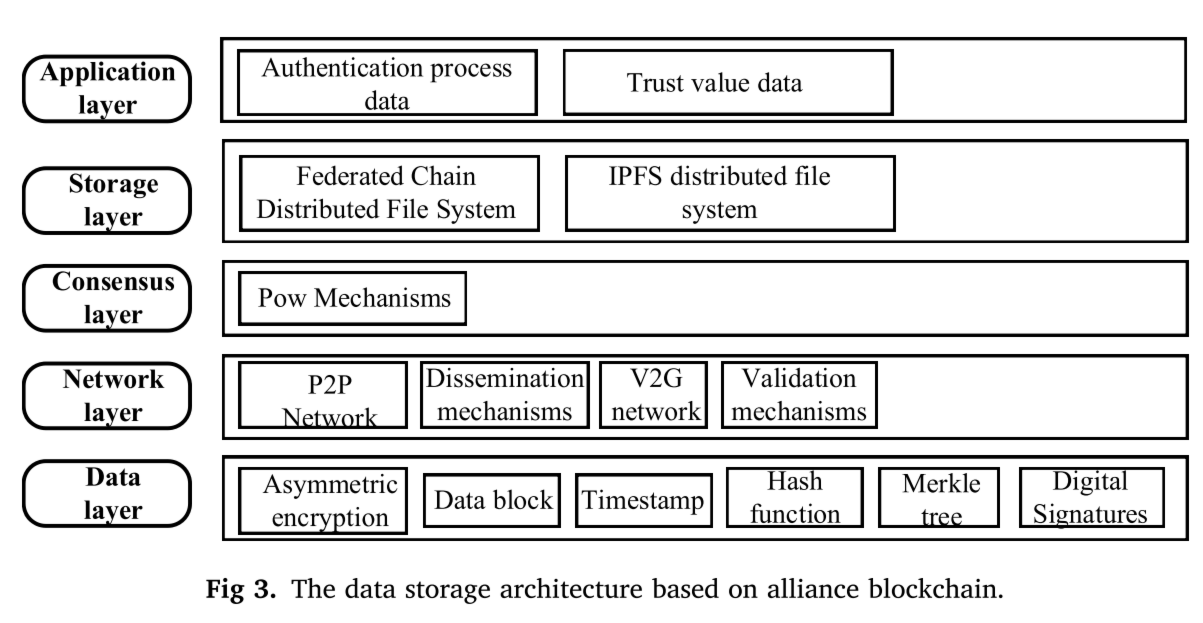 Application
layer
Authentication process
data
Trust value data
Storage
layer
Federated Chain
Distributed File System
IPFS distributed file
system
Consensus
layer
Pow Mechanisms
Network
layer
P2P
Network
Dissemination
mechanisms
V2G
network
Validation
mechanisms
Data
layer
Asymmetric
encryption
Data block
Timestamp
Hash
function
Merkle
tree
Digital
Signatures
Fig 3. The data storage architecture based on alliance blockchain.